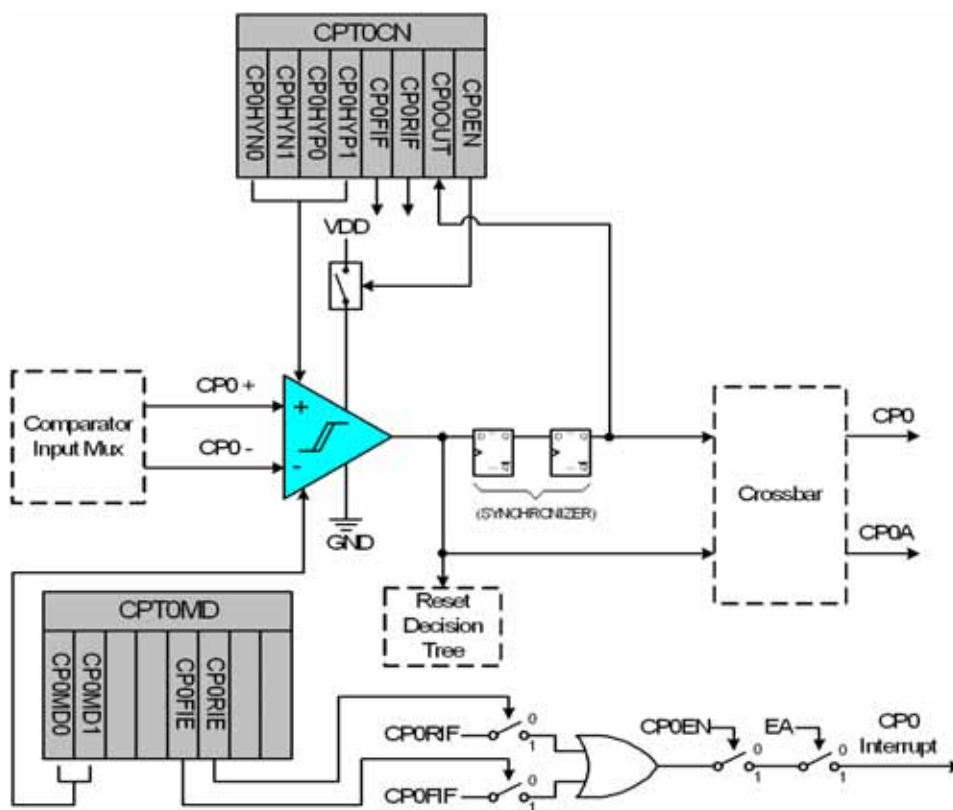 CPT0CN
CP0HYN0
CP0HYN1
CP0HYP0
CP0HYP1
CP0FIF
CP0RIF
CP0OUT
CP0EN
VDD
Comparator
Input Mux
CP0 +
CP0 -
+
-
GND
(SYNCHRONIZER)
Crossbar
CP0
CP0A
Reset
Decision
Tree
CPT0MD
CP0MD0
CP0MD1
CP0FIE
CP0RIE
CP0RIF
0
1
CP0FIF
0
1
CP0EN
0
1
EA
0
1
CP0
Interrupt